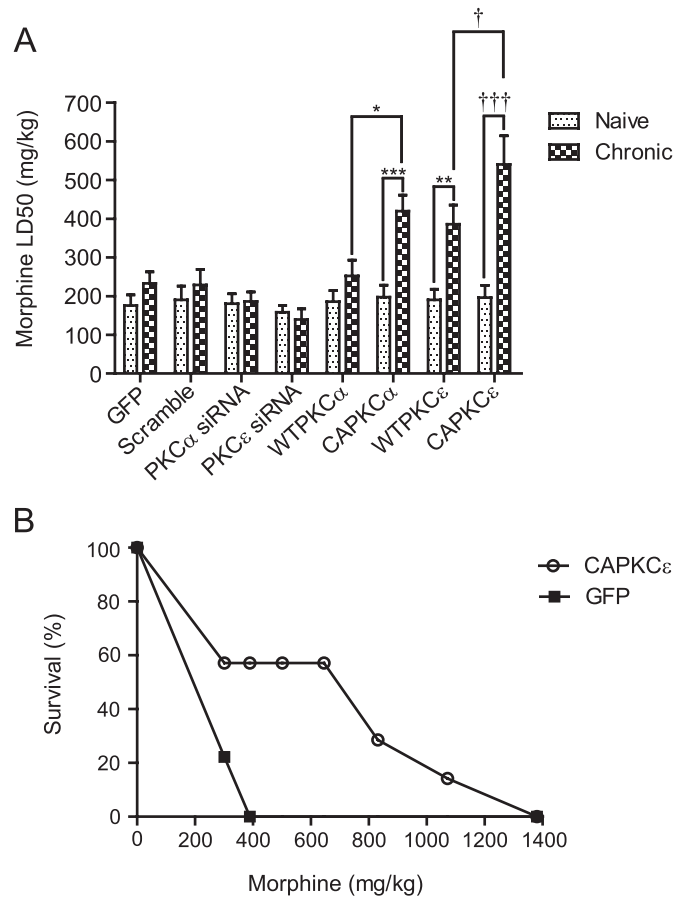 A
†
†††
*
***
**
Morphine LD50 (mg/kg)
700
600
500
400
300
200
100
0
Naive
Chronic
GFP
Scramble
PKCα siRNA
PKCε siRNA
WTPKCα
CAPKCα
WTPKCε
CAPKCε
B
Survival (%)
100
80
60
40
20
0
CAPKCε
GFP
0 200 400 600 800 1000 1200 1400
Morphine (mg/kg)